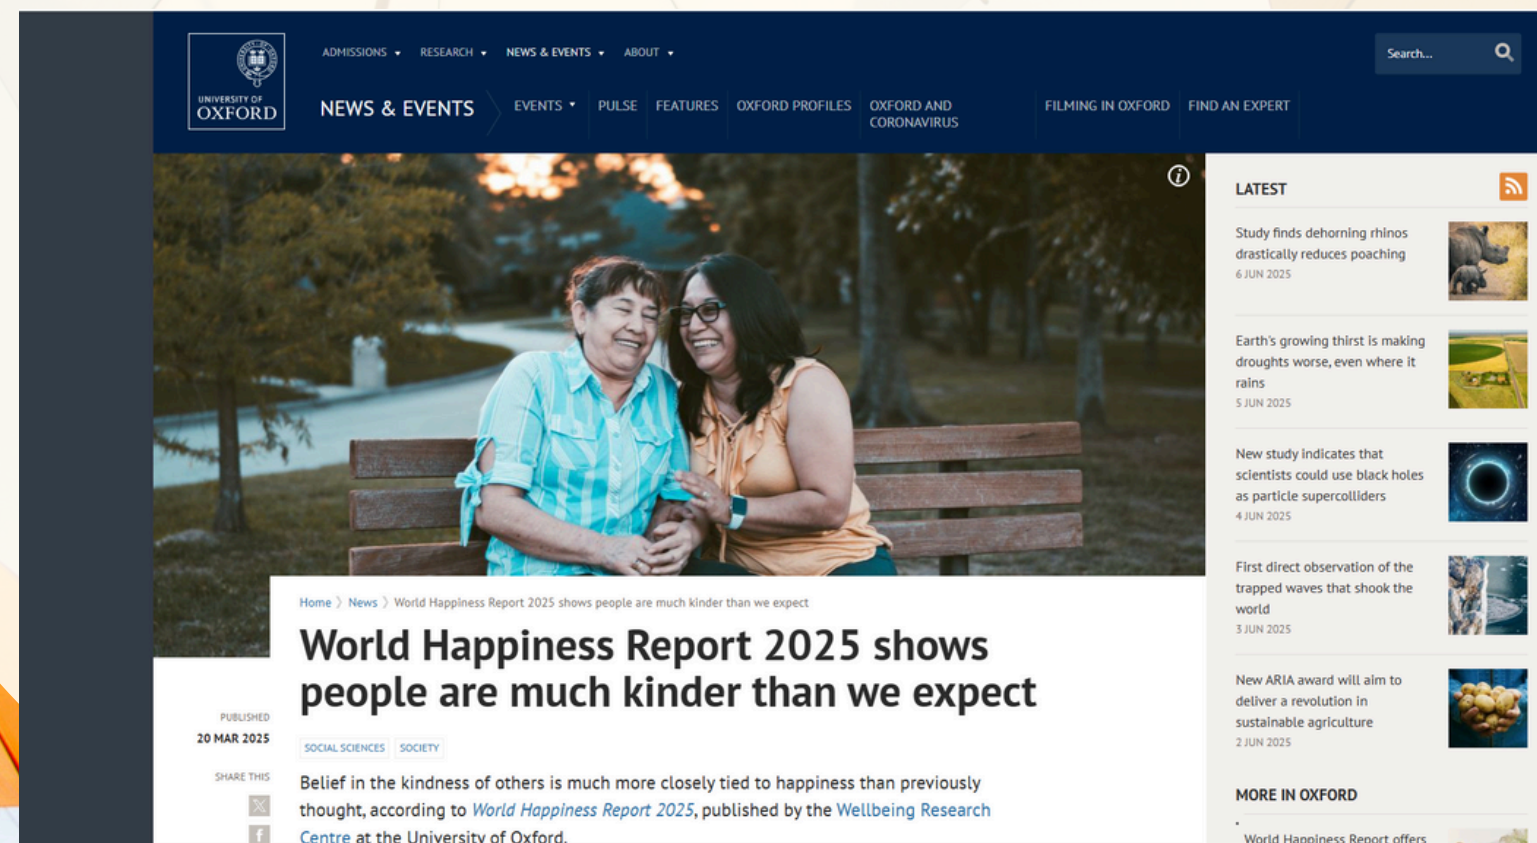 UNIVERSITY OF
OXFORD
ADMISSIONS
RESEARCH
NEWS & EVENTS
ABOUT
Search...
NEWS & EVENTS
EVENTS
PULSE
FEATURES
OXFORD PROFILES
OXFORD AND
CORONAVIRUS
FILMING IN OXFORD
FIND AN EXPERT
Home
News
World Happiness Report 2025 shows people are much kinder than we expect
World Happiness Report 2025 shows
people are much kinder than we expect
PUBLISHED
20 MAR 2025
SHARE THIS
SOCIAL SCIENCES
SOCIETY
Belief in the kindness of others is much more closely tied to happiness than previously
thought, according to World Happiness Report 2025, published by the Wellbeing Research
Centre at the University of Oxford.
LATEST
Study finds dehorning rhinos
drastically reduces poaching
6 JUN 2025
Earth's growing thirst is making
droughts worse, even where it
rains
5 JUN 2025
New study indicates that
scientists could use black holes
as particle supercolliders
4 JUN 2025
First direct observation of the
trapped waves that shook the
world
3 JUN 2025
New ARIA award will aim to
deliver a revolution in
sustainable agriculture
2 JUN 2025
MORE IN OXFORD
World Happiness Report offers